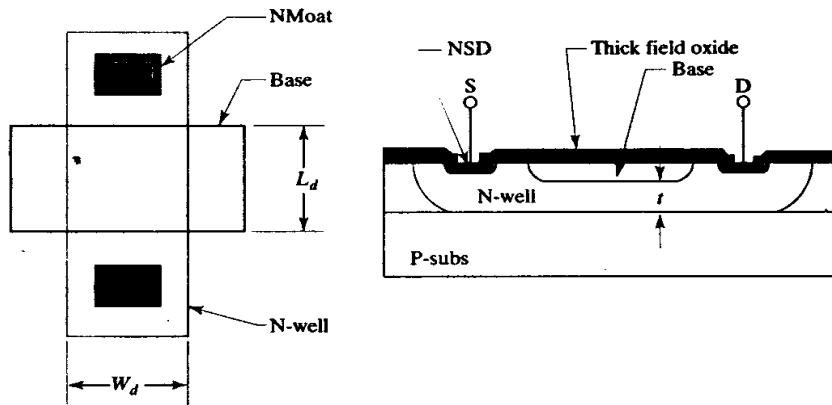 NMoat
Base
L_d
N-well
W_d
NSD
Thick field oxide
Base
S
D
N-well
t
P-subs